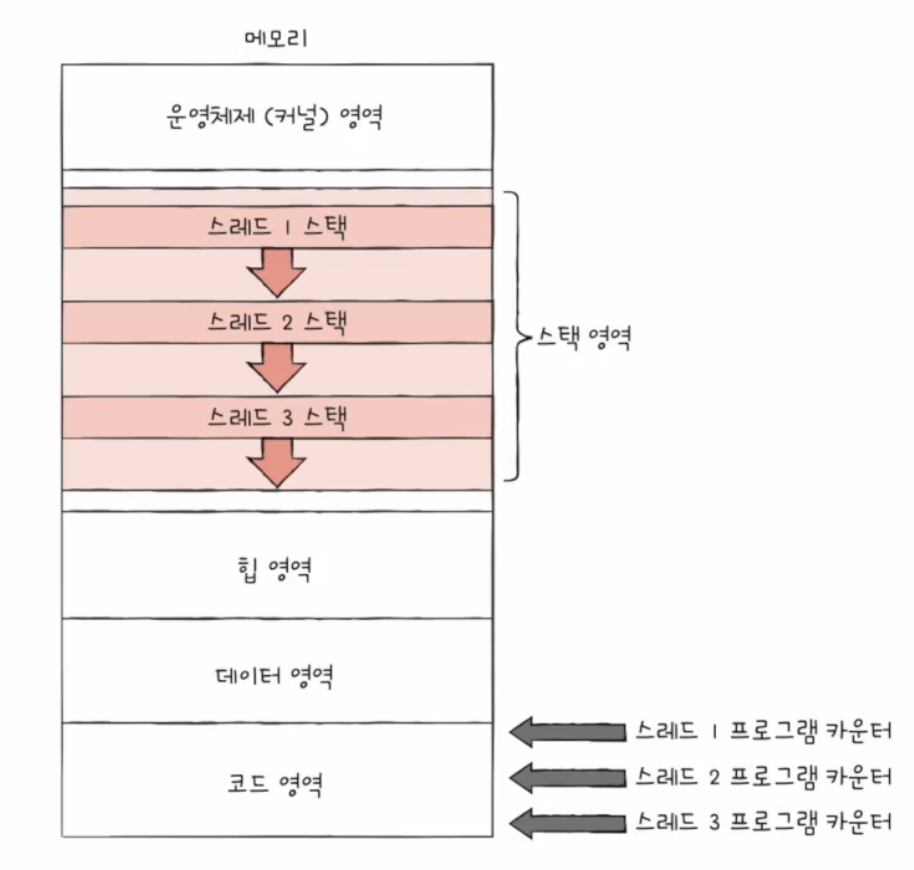 메모리
운영체제 (커널) 영역
스레드 1 스택
스레드 2 스택
스레드 3 스택
스택 영역
힙 영역
데이터 영역
코드 영역
스레드 1 프로그램 카운터
스레드 2 프로그램 카운터
스레드 3 프로그램 카운터